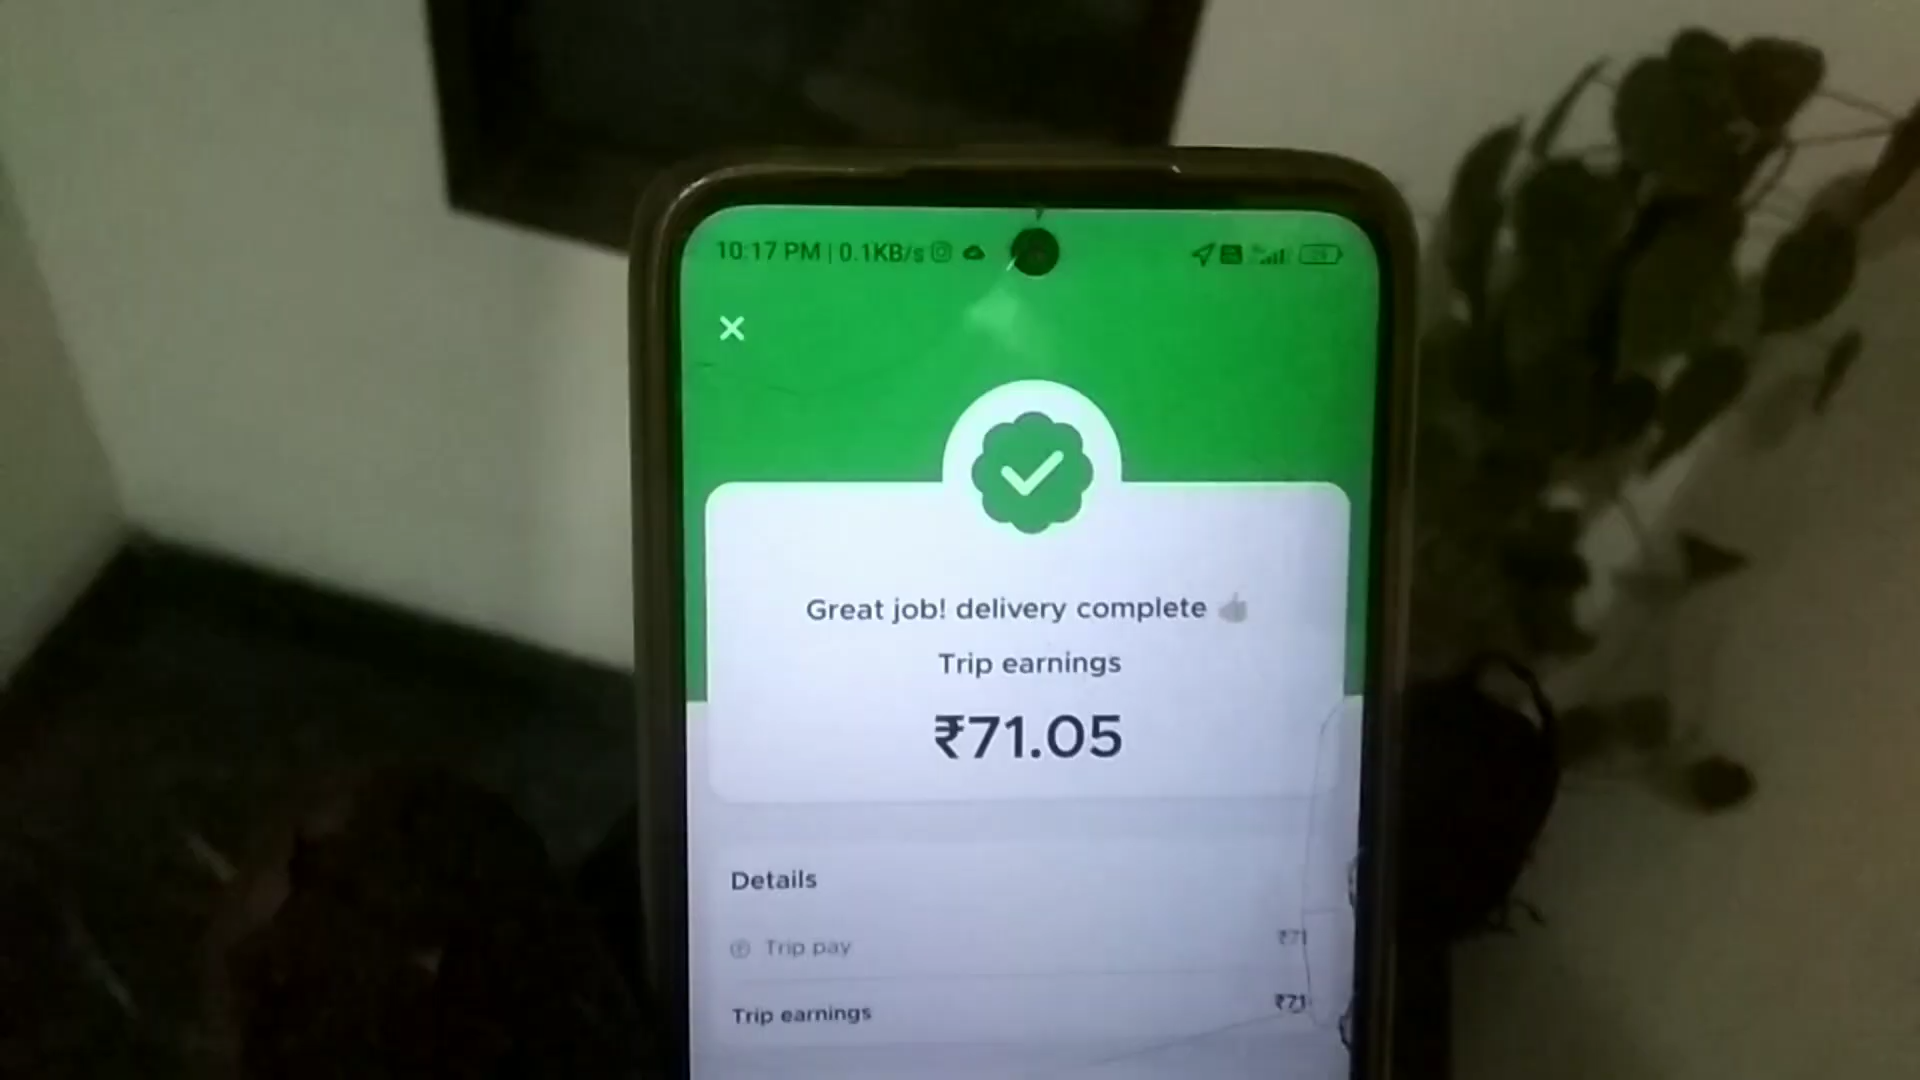 10:17 PM | 0.1KB/s
Great job! delivery complete 👍
Trip earnings
₹71.05
Details
Trip pay ₹71
Trip earnings ₹71